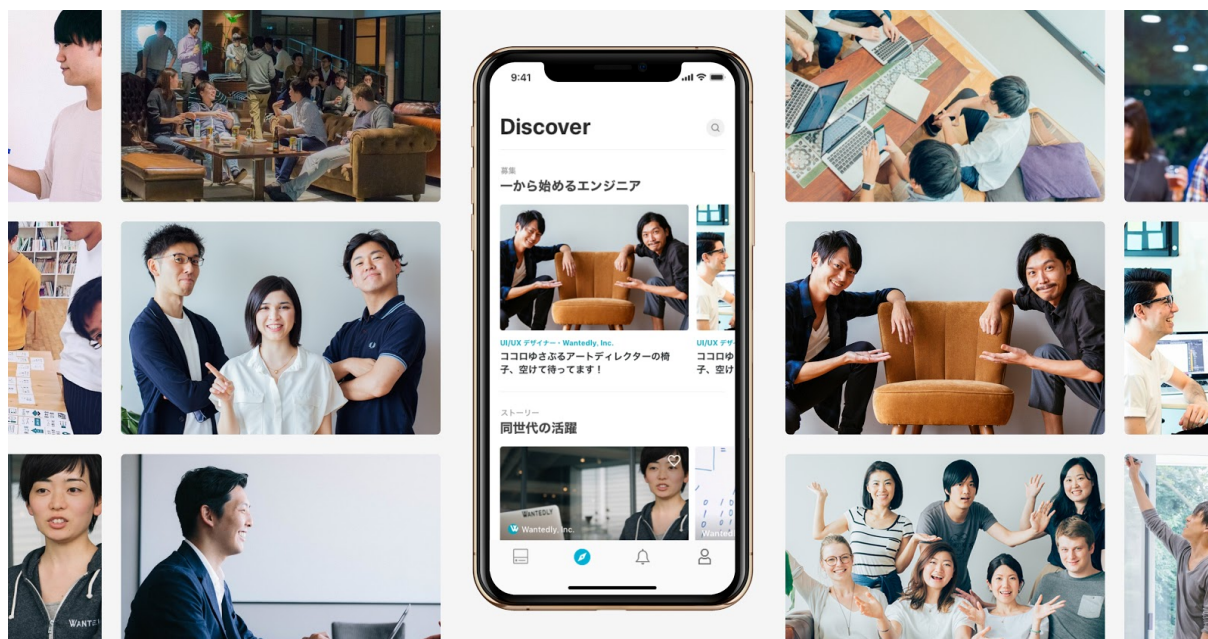 9:41
Discover
募集
一から始めるエンジニア
UI/UX デザイナー・Wantedly, Inc.
ココロゆさぶるアートディレクターの椅
子、空けて待ってます！
UI/UX デザ
ココロゆ
子、空け
ストーリー
同世代の活躍
WANTEDLY
Wantedly, Inc.
Wanted
WANTE